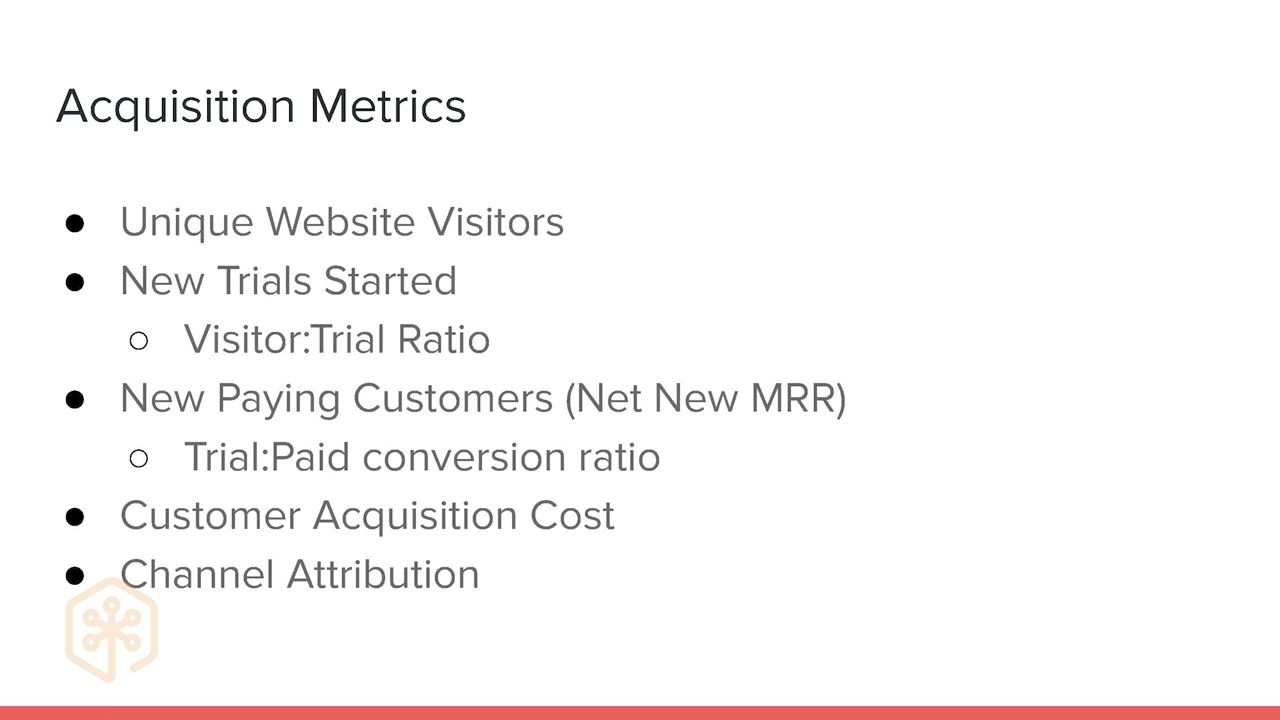 Acquisition Metrics
● Unique Website Visitors
● New Trials Started
○ Visitor:Trial Ratio
● New Paying Customers (Net New MRR)
○ Trial:Paid conversion ratio
● Customer Acquisition Cost
● Channel Attribution